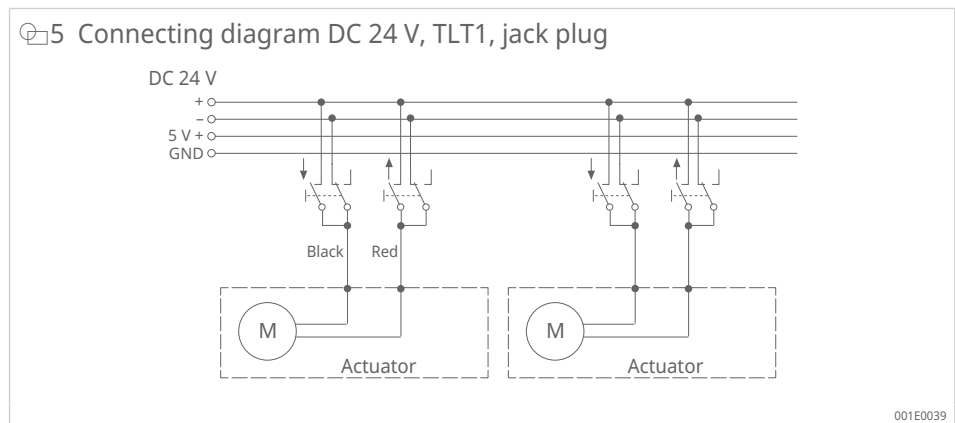 5 Connecting diagram DC 24 V, TLT1, jack plug
DC 24 V
+
–
5 V +
GND
Black Red
M
M
Actuator
Actuator
001E0039